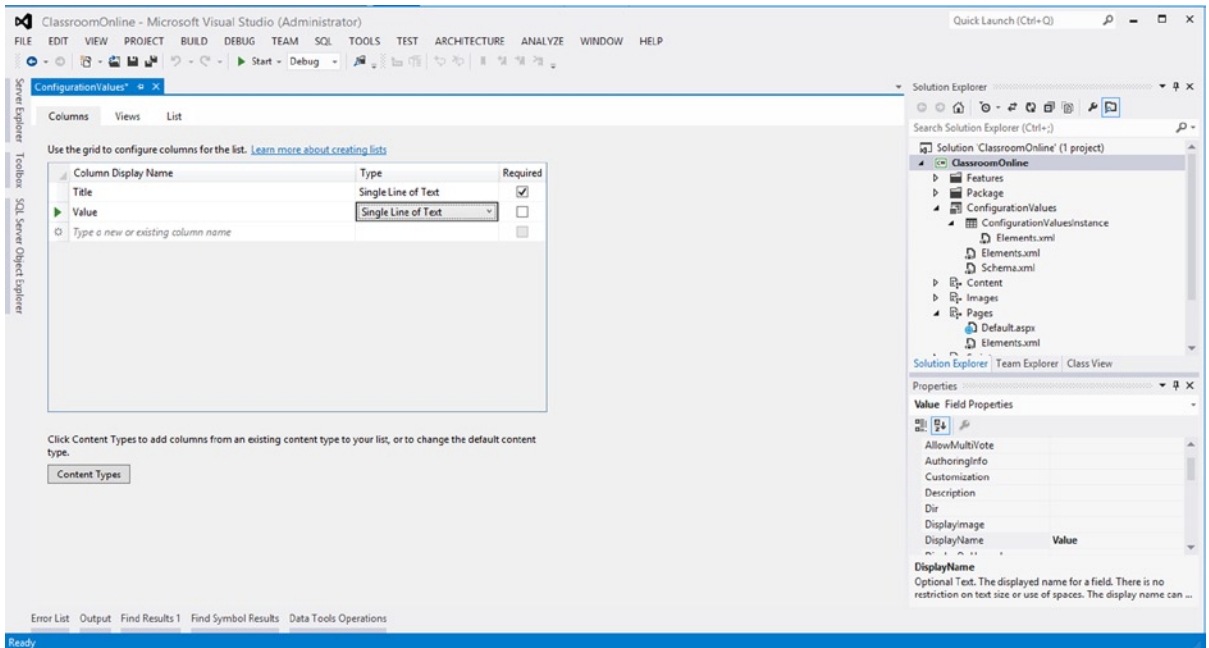 ClassroomOnline - Microsoft Visual Studio (Administrator)
Quick Launch (Ctrl+Q)
FILE EDIT VIEW PROJECT BUILD DEBUG TEAM SQL TOOLS TEST ARCHITECTURE ANALYZE WINDOW HELP
Start Debug
Server Explorer
Toolbox
SQL Server Object Explorer
ConfigurationValues*
Columns Views List
Use the grid to configure columns for the list. Learn more about creating lists
Column Display Name Type Required
Title Single Line of Text
Value Single Line of Text
Type a new or existing column name
Click Content Types to add columns from an existing content type to your list, or to change the default content
type.
Content Types
Solution Explorer
Search Solution Explorer (Ctrl+;)
Solution 'ClassroomOnline' (1 project)
ClassroomOnline
Features
Package
ConfigurationValues
ConfigurationValuesInstance
Elements.xml
Elements.xml
Schema.xml
Content
Images
Pages
Default.aspx
Elements.xml
Solution Explorer Team Explorer Class View
Properties
Value Field Properties
AllowMultiVote
AuthoringInfo
Customization
Description
Dir
DisplayImage
DisplayName Value
DisplayName
Optional Text. The displayed name for a field. There is no
restriction on text size or use of spaces. The display name can ...
Error List Output Find Results 1 Find Symbol Results Data Tools Operations
Ready